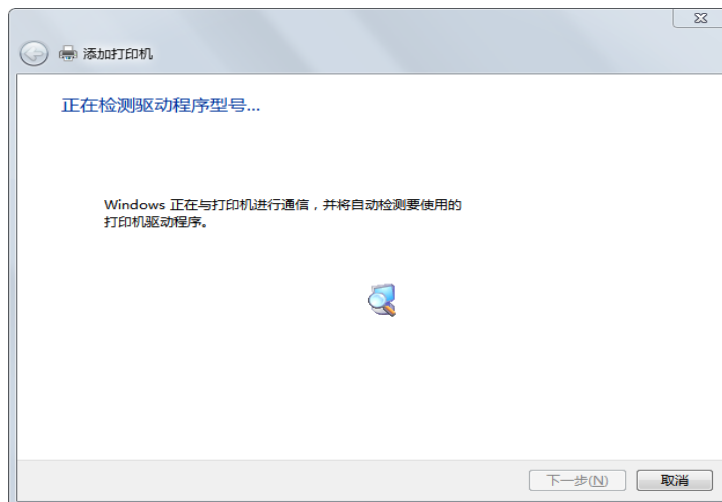 添加打印机
正在检测驱动程序型号...
Windows 正在与打印机进行通信，并将自动检测要使用的
打印机驱动程序。
下一步(N)
取消